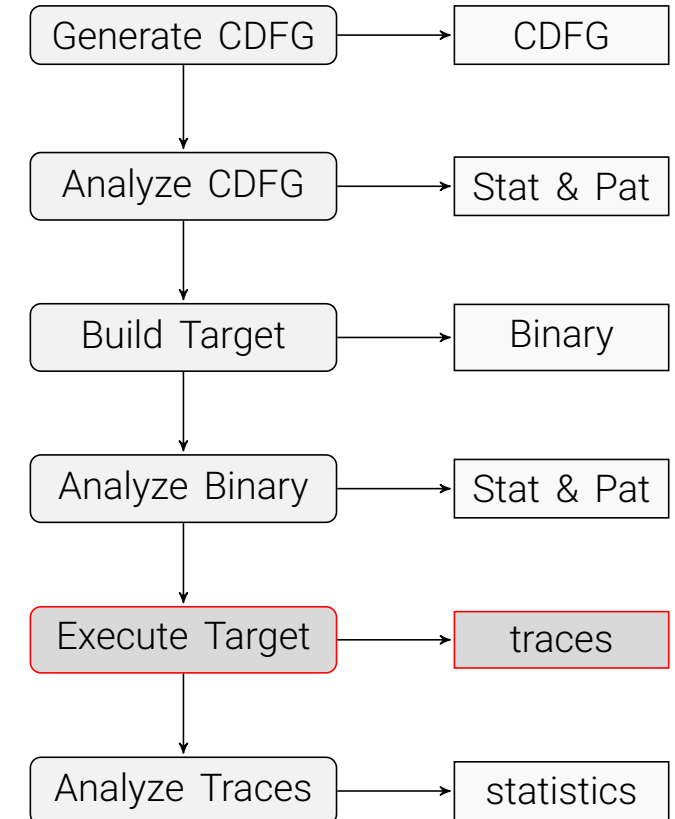 Generate CDFG
CDFG
Analyze CDFG
Stat & Pat
Build Target
Binary
Analyze Binary
Stat & Pat
Execute Target
traces
Analyze Traces
statistics